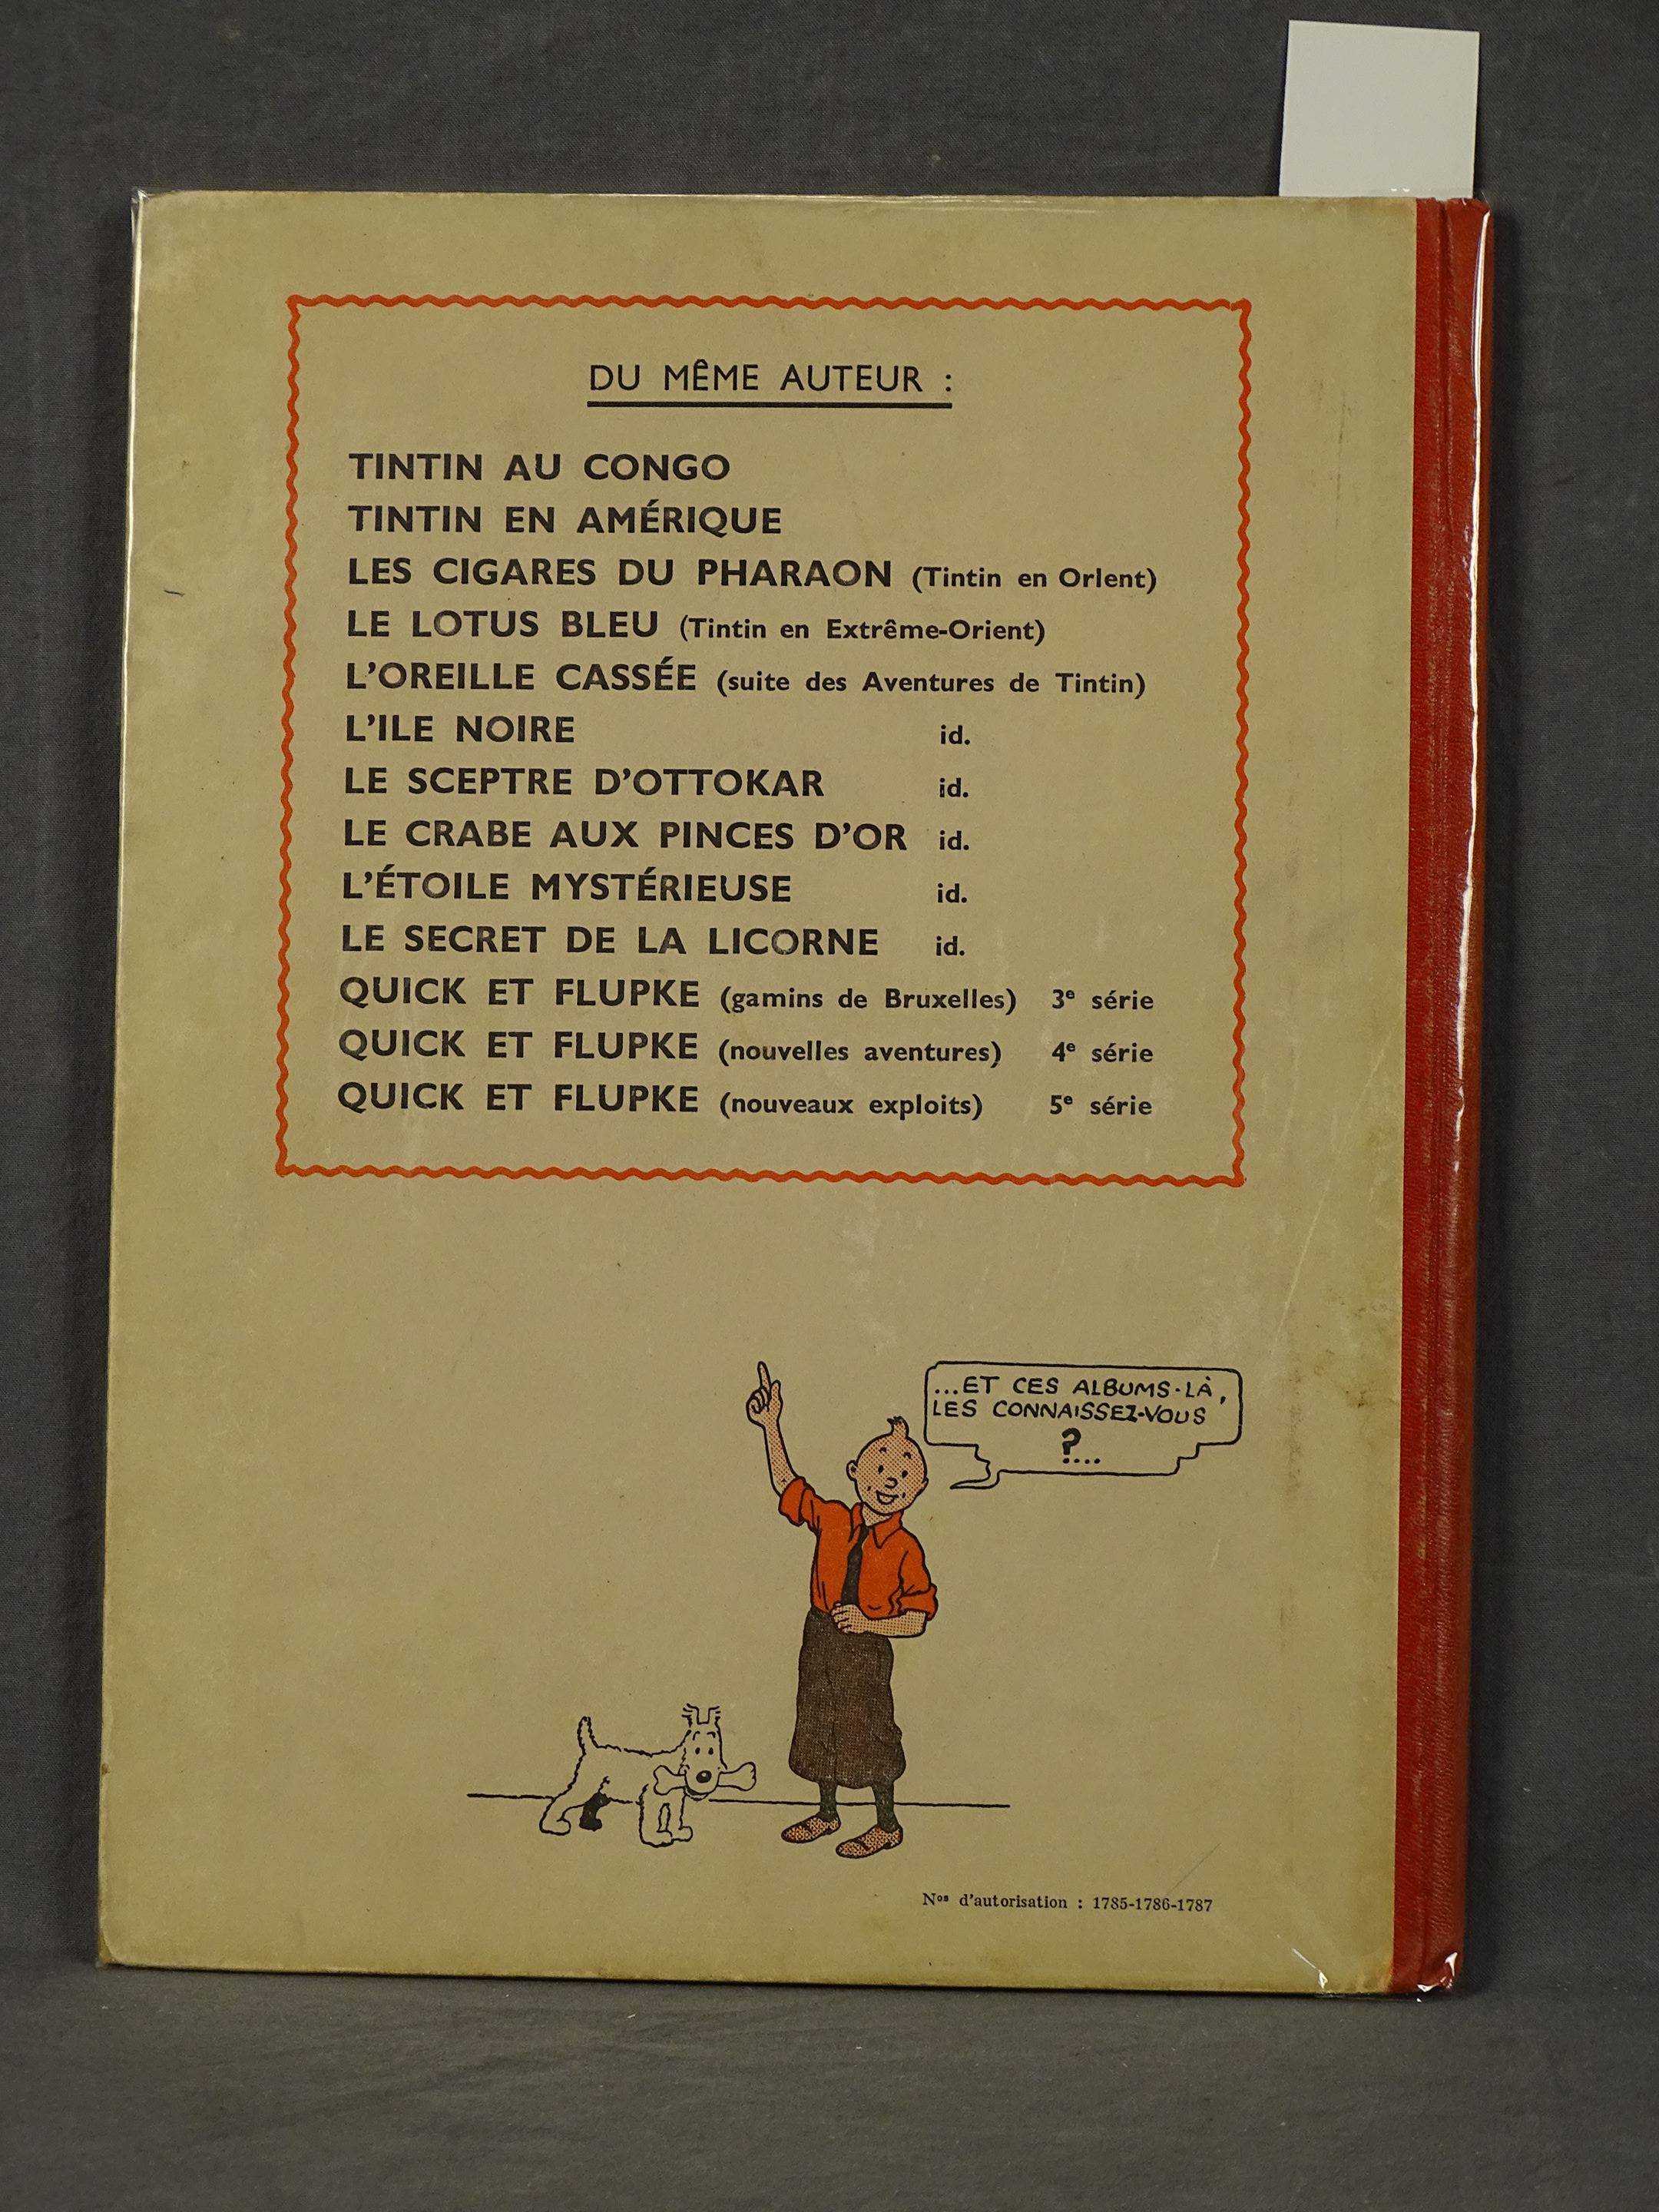 DU MÊME AUTEUR :
TINTIN AU CONGO
TINTIN EN AMÉRIQUE
LES CIGARES DU PHARAON (Tintin en Orient)
LE LOTUS BLEU (Tintin en Extrême-Orient)
L'OREILLE CASSÉE (suite des Aventures de Tintin)
L'ILE NOIRE id.
LE SCEPTRE D'OTTOKAR id.
LE CRABE AUX PINCES D'OR id.
L'ÉTOILE MYSTÉRIEUSE id.
LE SECRET DE LA LICORNE id.
QUICK ET FLUPKE (gamins de Bruxelles) 3e série
QUICK ET FLUPKE (nouvelles aventures) 4e série
QUICK ET FLUPKE (nouveaux exploits) 5e série
...ET CES ALBUMS-LÀ,
LES CONNAISSEZ-VOUS
?...
Nos d'autorisation : 1785-1786-1787